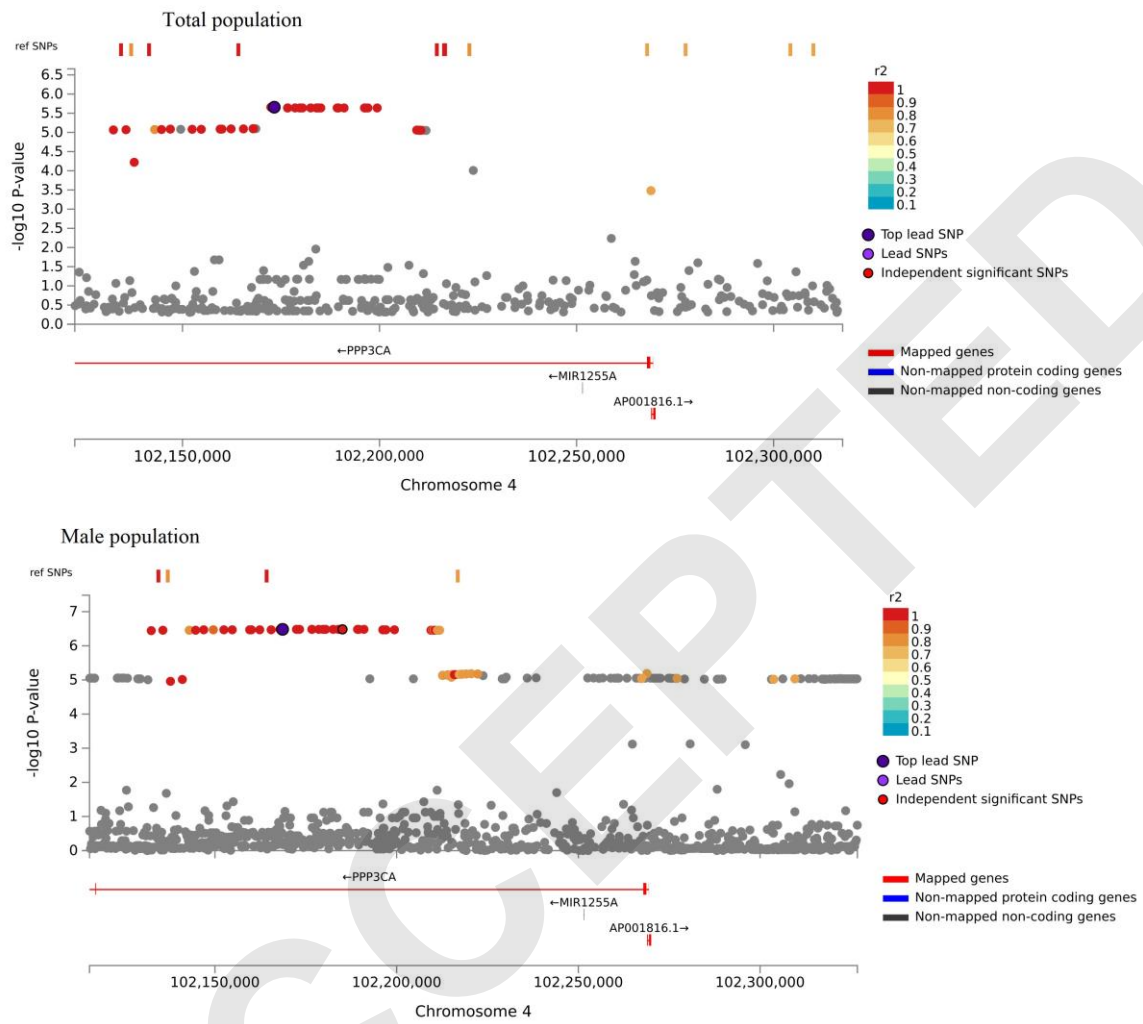 Total population
ref SNPs
6.5
6.0
5.5
5.0
4.5
4.0
3.5
3.0
2.5
2.0
1.5
1.0
0.5
0.0
-log10 P-value
r2
1
0.9
0.8
0.7
0.6
0.5
0.4
0.3
0.2
0.1
Top lead SNP
Lead SNPs
Independent significant SNPs
←PPP3CA
←MIR1255A
AP001816.1→
Mapped genes
Non-mapped protein coding genes
Non-mapped non-coding genes
102,150,000 102,200,000 102,250,000 102,300,000
Chromosome 4
Male population
ref SNPs
7
6
5
4
3
2
1
0
-log10 P-value
r2
1
0.9
0.8
0.7
0.6
0.5
0.4
0.3
0.2
0.1
Top lead SNP
Lead SNPs
Independent significant SNPs
←PPP3CA
←MIR1255A
AP001816.1→
Mapped genes
Non-mapped protein coding genes
Non-mapped non-coding genes
102,150,000 102,200,000 102,250,000 102,300,000
Chromosome 4
CCEPTED